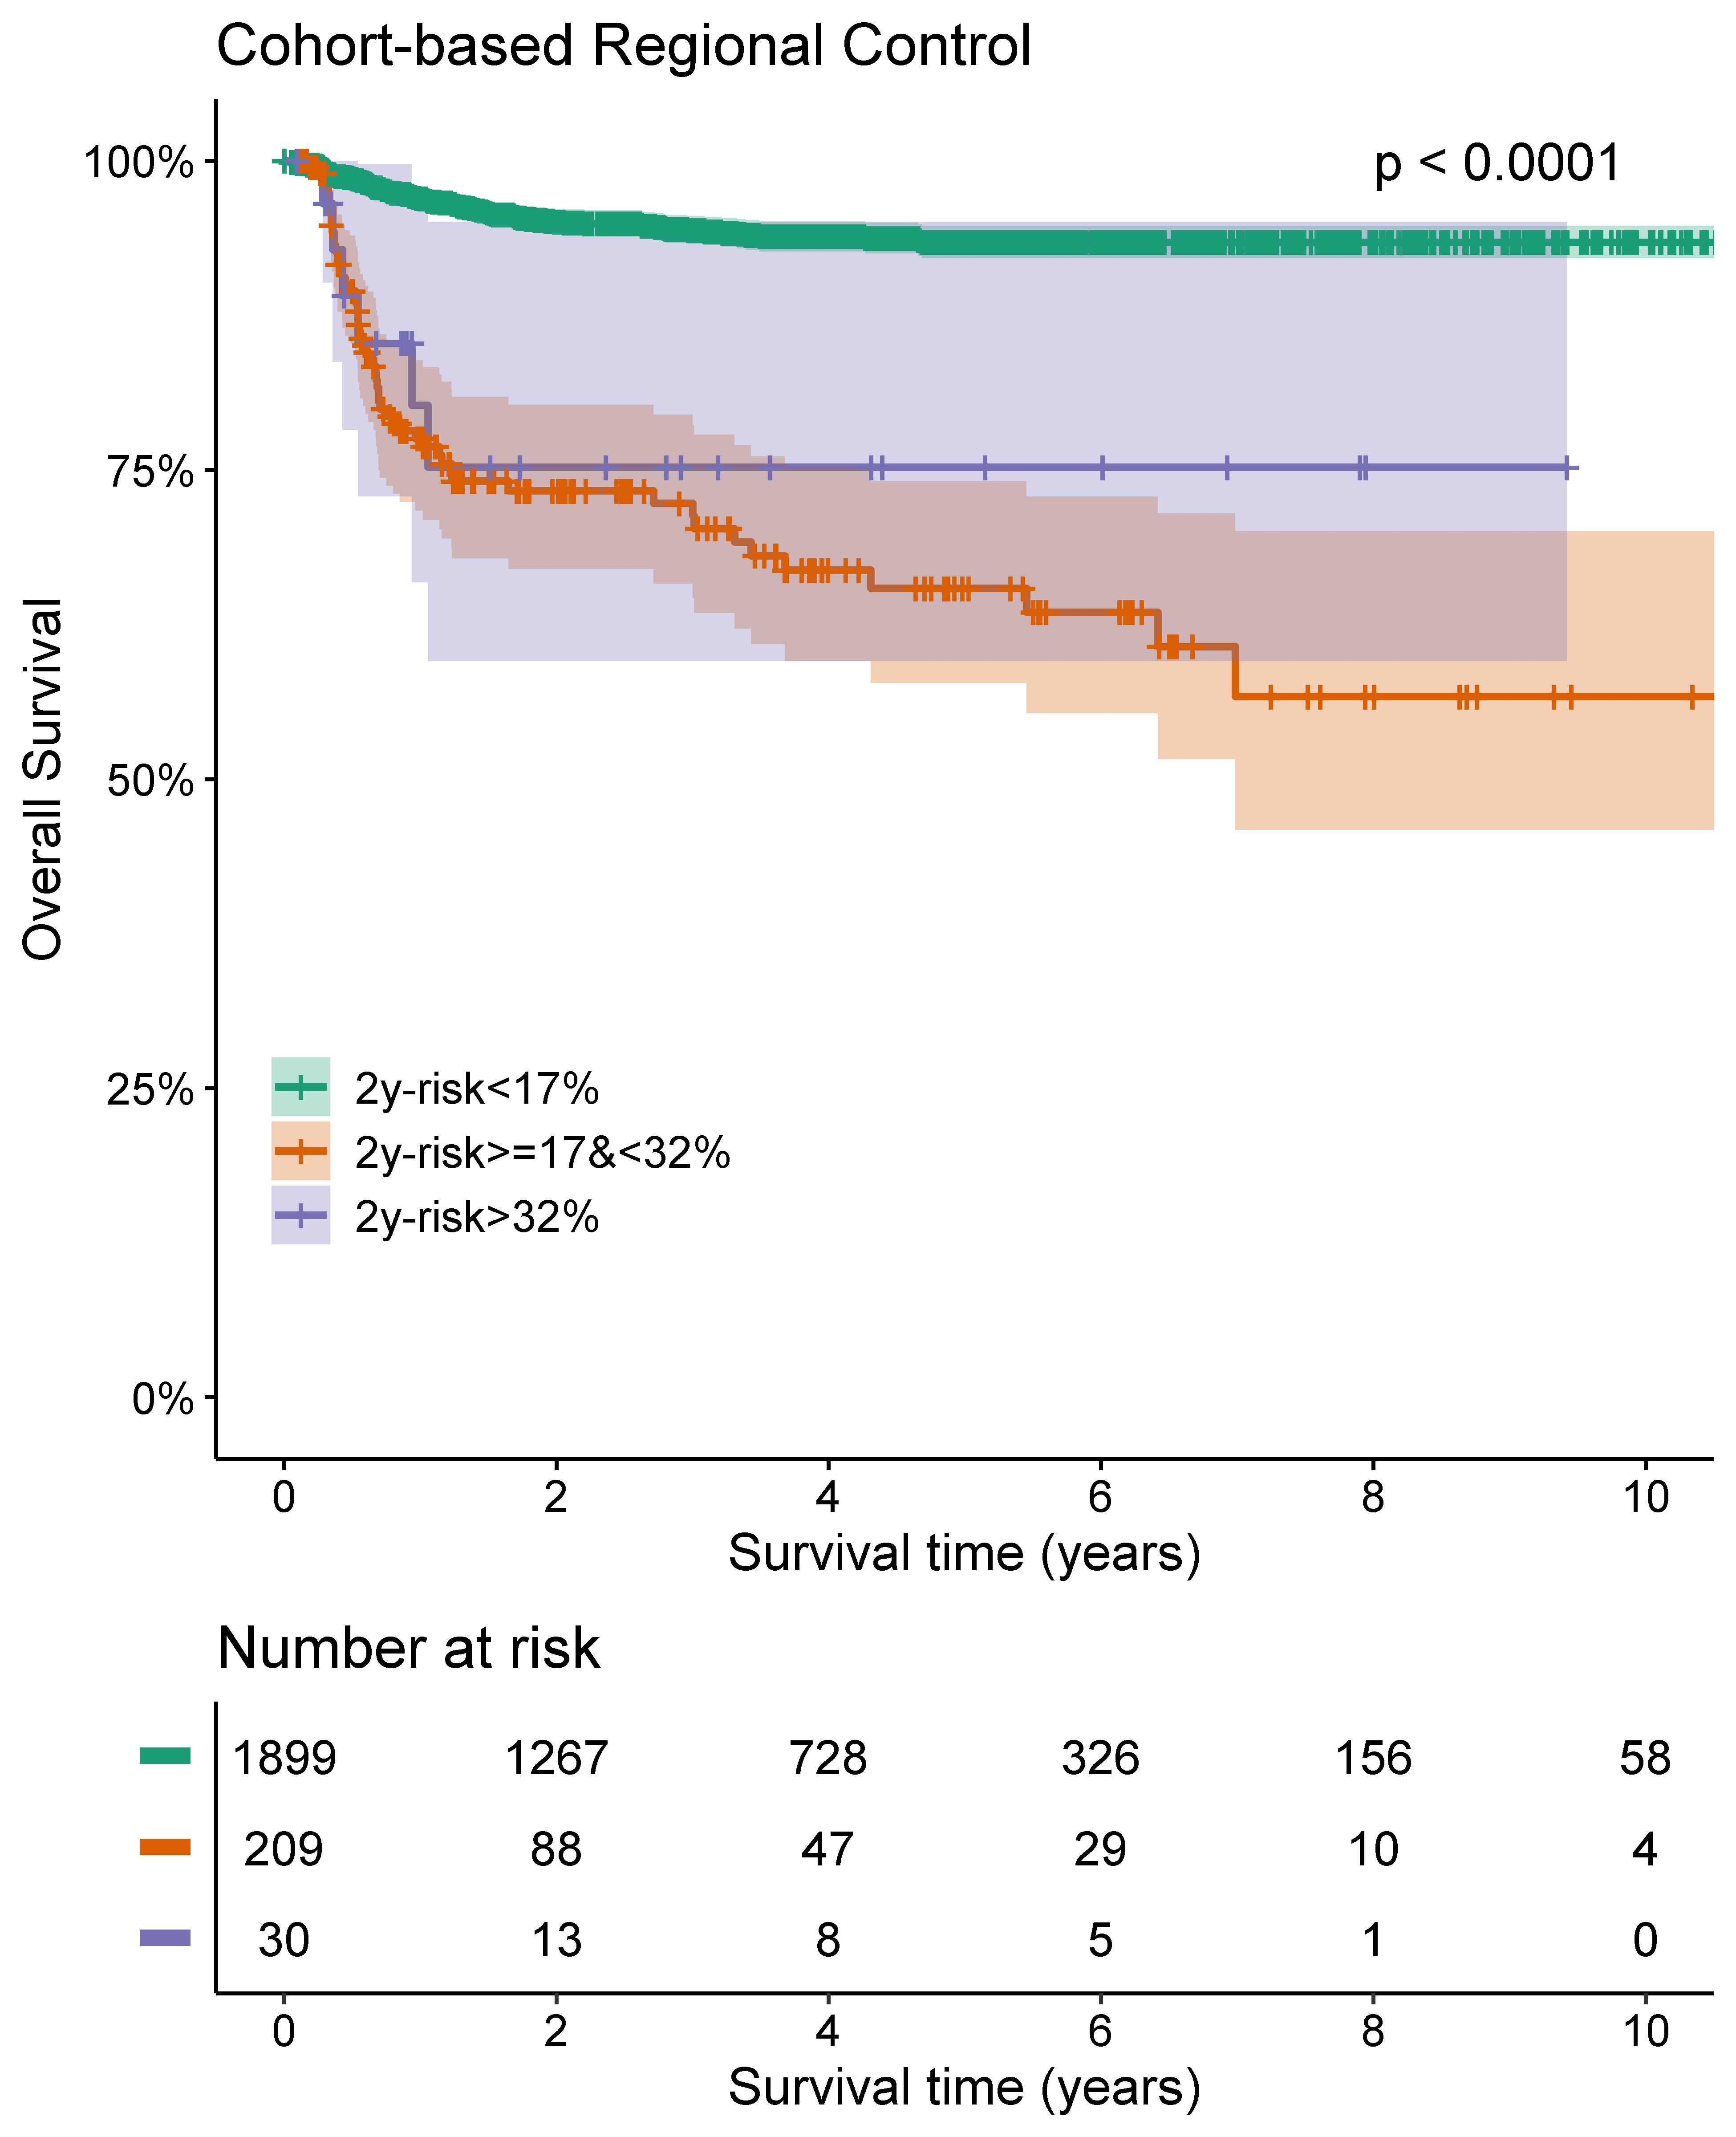 Cohort-based Regional Control
p < 0.0001
100%
75%
50%
25%
0%
Overall Survival
2y-risk<17%
2y-risk>=17&<32%
2y-risk>32%
0 2 4 6 8 10
Survival time (years)
Number at risk
1899 1267 728 326 156 58
209 88 47 29 10 4
30 13 8 5 1 0
0 2 4 6 8 10
Survival time (years)